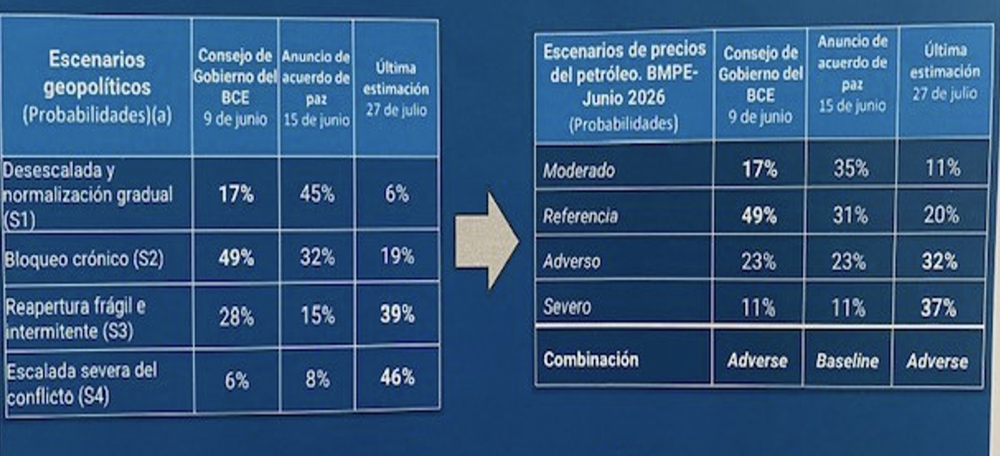 Escenarios
geopolíticos
(Probabilidades)(a)
Consejo de
Gobierno del
BCE
9 de junio
Anuncio de
acuerdo de
paz
15 de junio
Última
estimación
27 de julio
Desescalada y
normalización gradual
(S1)
17%
45%
6%
Bloqueo crónico (S2)
49%
32%
19%
Reapertura frágil e
intermitente (S3)
28%
15%
39%
Escalada severa del
conflicto (S4)
6%
8%
46%
Escenarios de precios
del petróleo. BMPE-
Junio 2026
(Probabilidades)
Consejo de
Gobierno del
BCE
9 de junio
Anuncio de
acuerdo de
paz
15 de junio
Última
estimación
27 de julio
Moderado
17%
35%
11%
Referencia
49%
31%
20%
Adverso
23%
23%
32%
Severo
11%
11%
37%
Combinación
Adverse
Baseline
Adverse